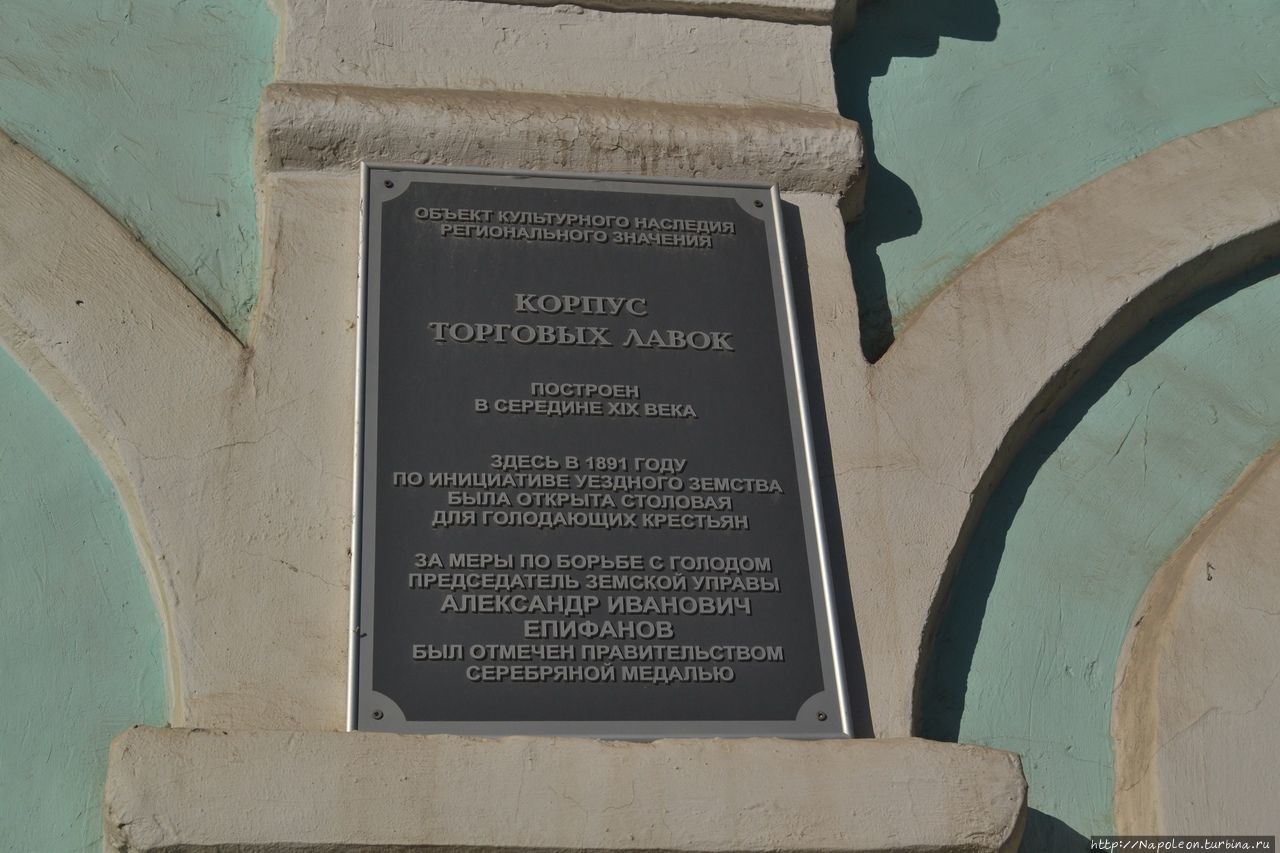 ОБЪЕКТ КУЛЬТУРНОГО НАСЛЕДИЯ
РЕГИОНАЛЬНОГО ЗНАЧЕНИЯ
КОРПУС
ТОРГОВЫХ ЛАВОК
ПОСТРОЕН
В СЕРЕДИНЕ XIX ВЕКА
ЗДЕСЬ В 1891 ГОДУ
ПО ИНИЦИАТИВЕ УЕЗДНОГО ЗЕМСТВА
БЫЛА ОТКРЫТА СТОЛОВАЯ
ДЛЯ ГОЛОДАЮЩИХ КРЕСТЬЯН
ЗА МЕРЫ ПО БОРЬБЕ С ГОЛОДОМ
ПРЕДСЕДАТЕЛЬ ЗЕМСКОЙ УПРАВЫ
АЛЕКСАНДР ИВАНОВИЧ
ЕПИФАНОВ
БЫЛ ОТМЕЧЕН ПРАВИТЕЛЬСТВОМ
СЕРЕБРЯНОЙ МЕДАЛЬЮ
http://Napoleon.turbina.ru